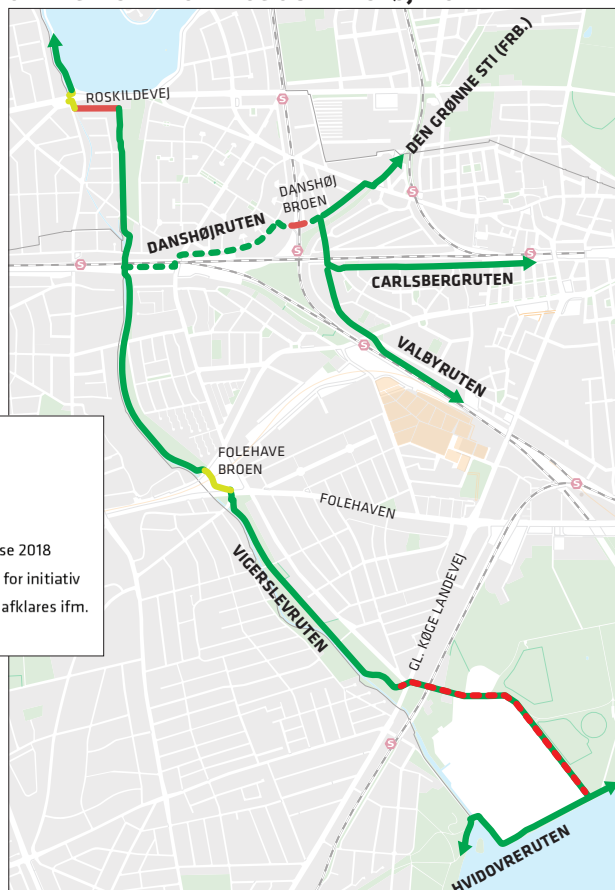 ROSKILDEVEJ
DEN GRØNNE STI (FRB.)
DANSHØJ
BROEN
DANSHØJRUTEN
CARLSBERGRUTEN
VALBYRUTEN
FOLEHAVE
BROEN
FOLEHAVEN
se 2018
for initiativ
afklares ifm.
VIGERSLEVRUTEN
GL. KØGE LANDEVEJ
HVIDOVRERUTEN
S
S
S
S
S
S
S
S
S